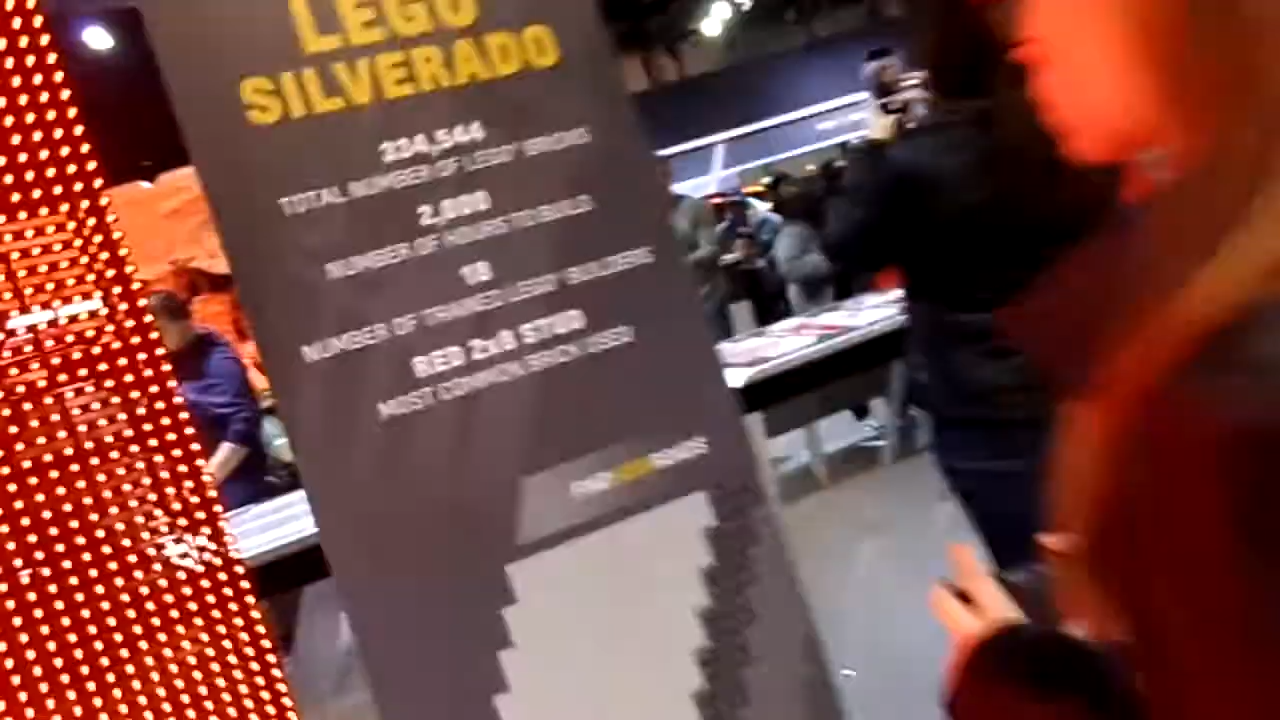 LEGO
SILVERADO
334,544
TOTAL NUMBER OF LEGO® BRICKS
2,000
NUMBER OF HOURS TO BUILD
18
NUMBER OF TRAINED LEGO® BUILDERS
RED 2x8 STUD
MOST COMMON BRICK USED